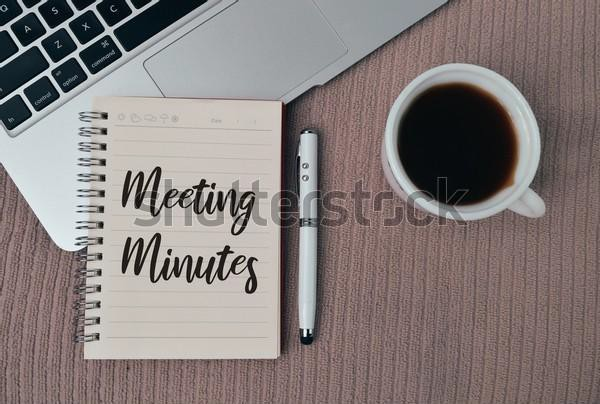 A
S
Z
X
C
fn
control
option
command
⌘
Date
Meeting
Minutes
shutterstock